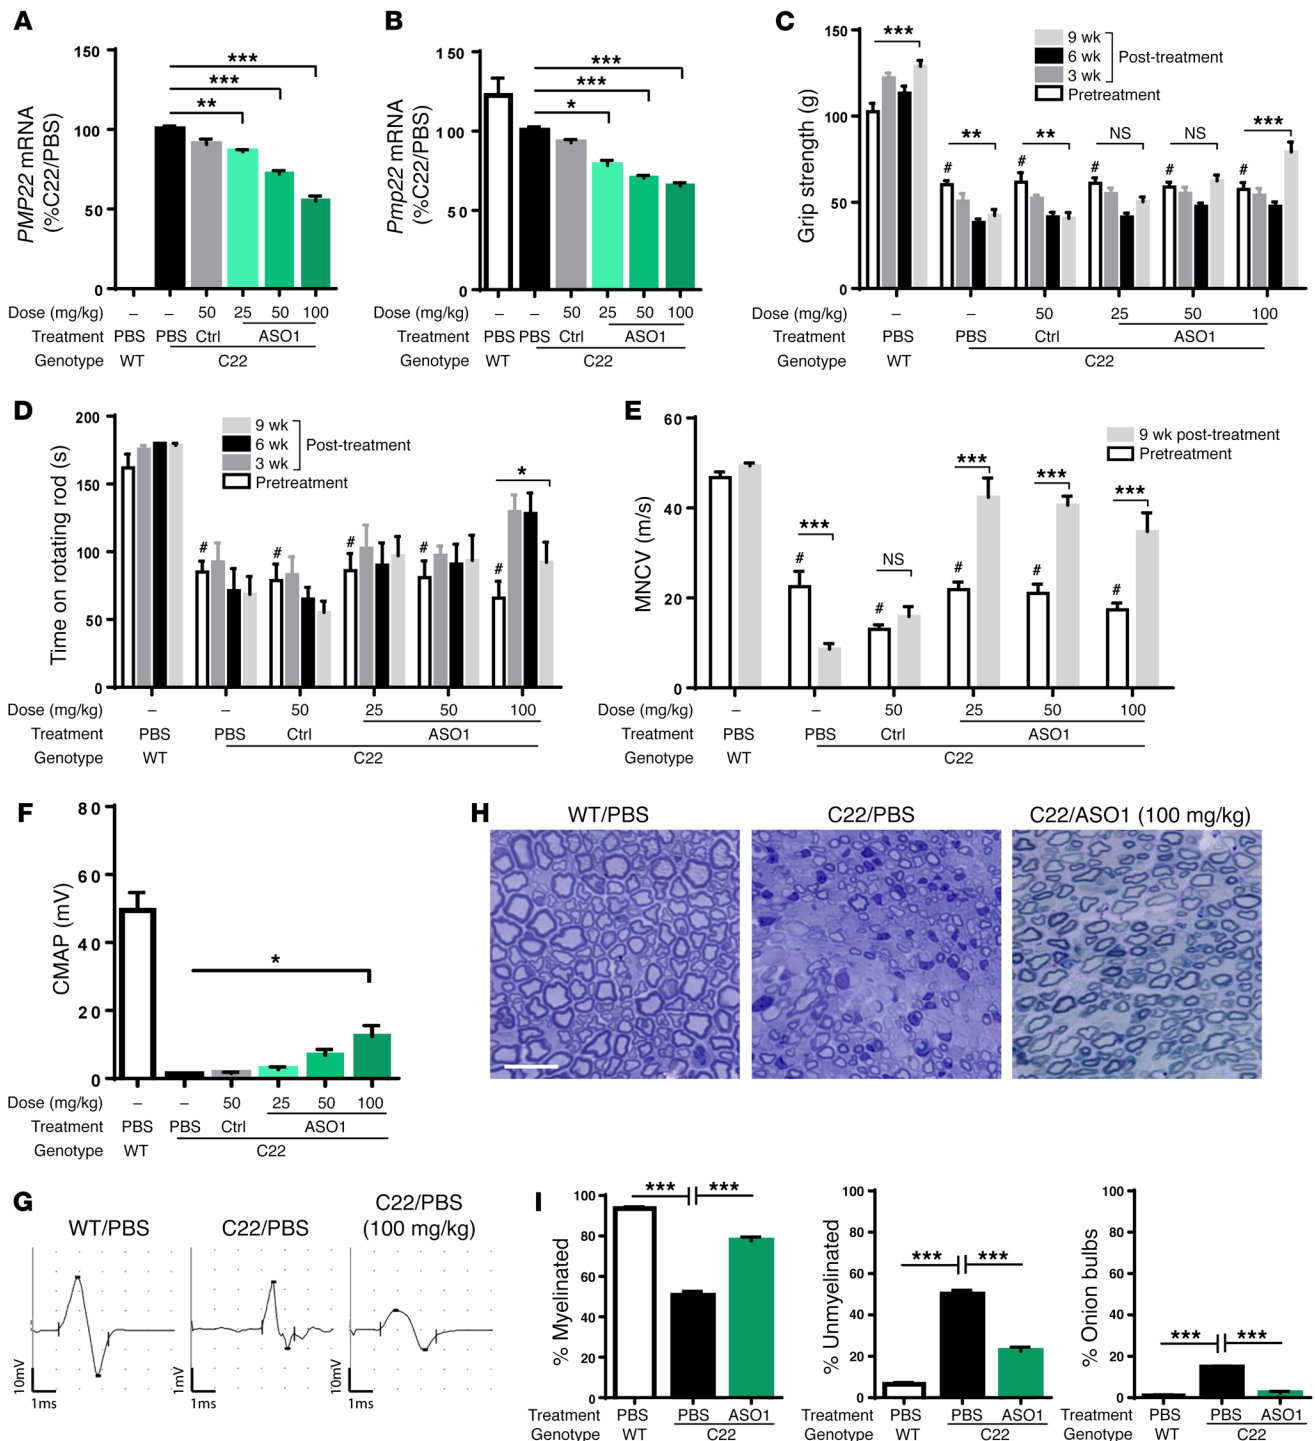 A
PMP22 mRNA
(%C22/PBS)
150
100
50
0
***
***
**
Dose (mg/kg) – – 50 25 50 100
Treatment PBS PBS Ctrl ASO1
Genotype WT C22
B
Pmp22 mRNA
(%C22/PBS)
150
100
50
0
***
***
*
– – 50 25 50 100
PBS PBS Ctrl ASO1
WT C22
C
Grip strength (g)
150
100
50
0
9 wk
6 wk
3 wk
Post-treatment
Pretreatment
*** ** ** NS NS ***
# # # # #
Dose (mg/kg) – – 50 25 50 100
Treatment PBS PBS Ctrl ASO1
Genotype WT C22
D
Time on rotating rod (s)
200
150
100
50
0
9 wk
6 wk
3 wk
Post-treatment
Pretreatment
*
# # # # #
Dose (mg/kg) – – 50 25 50 100
Treatment PBS PBS Ctrl ASO1
Genotype WT C22
E
MNCV (m/s)
60
40
20
0
9 wk post-treatment
Pretreatment
*** NS *** *** ***
# # # # #
Dose (mg/kg) – – 50 25 50 100
Treatment PBS PBS Ctrl ASO1
Genotype WT C22
F
CMAP (mV)
80
60
40
20
0
*
Dose (mg/kg) – – 50 25 50 100
Treatment PBS PBS Ctrl ASO1
Genotype WT C22
H
WT/PBS C22/PBS C22/ASO1 (100 mg/kg)
G
WT/PBS C22/PBS C22/PBS
(100 mg/kg)
10mV 1mV 10mV
1ms 1ms 1ms
I
% Myelinated
100
80
60
40
20
0
*** ***
Treatment PBS PBS ASO1
Genotype WT C22
% Unmyelinated
100
80
60
40
20
0
*** ***
Treatment PBS PBS ASO1
Genotype WT C22
% Onion bulbs
100
80
60
40
20
0
*** ***
Treatment PBS PBS ASO1
Genotype WT C22